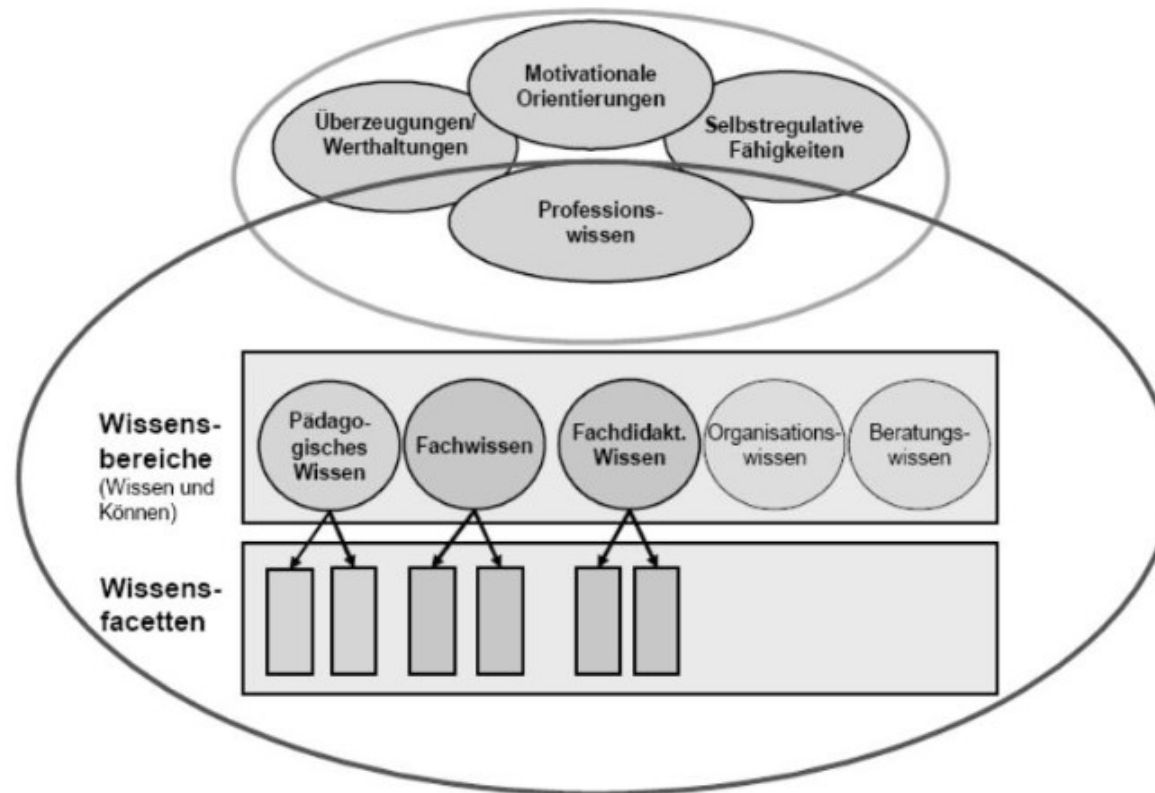 Motivationale
Orientierungen
Überzeugungen/
Werthaltungen
Selbstregulative
Fähigkeiten
Professions-
wissen
Wissens-
bereiche
(Wissen und
Können)
Pädago-
gisches
Wissen
Fachwissen
Fachdidakt.
Wissen
Organisations-
wissen
Beratungs-
wissen
Wissens-
facetten